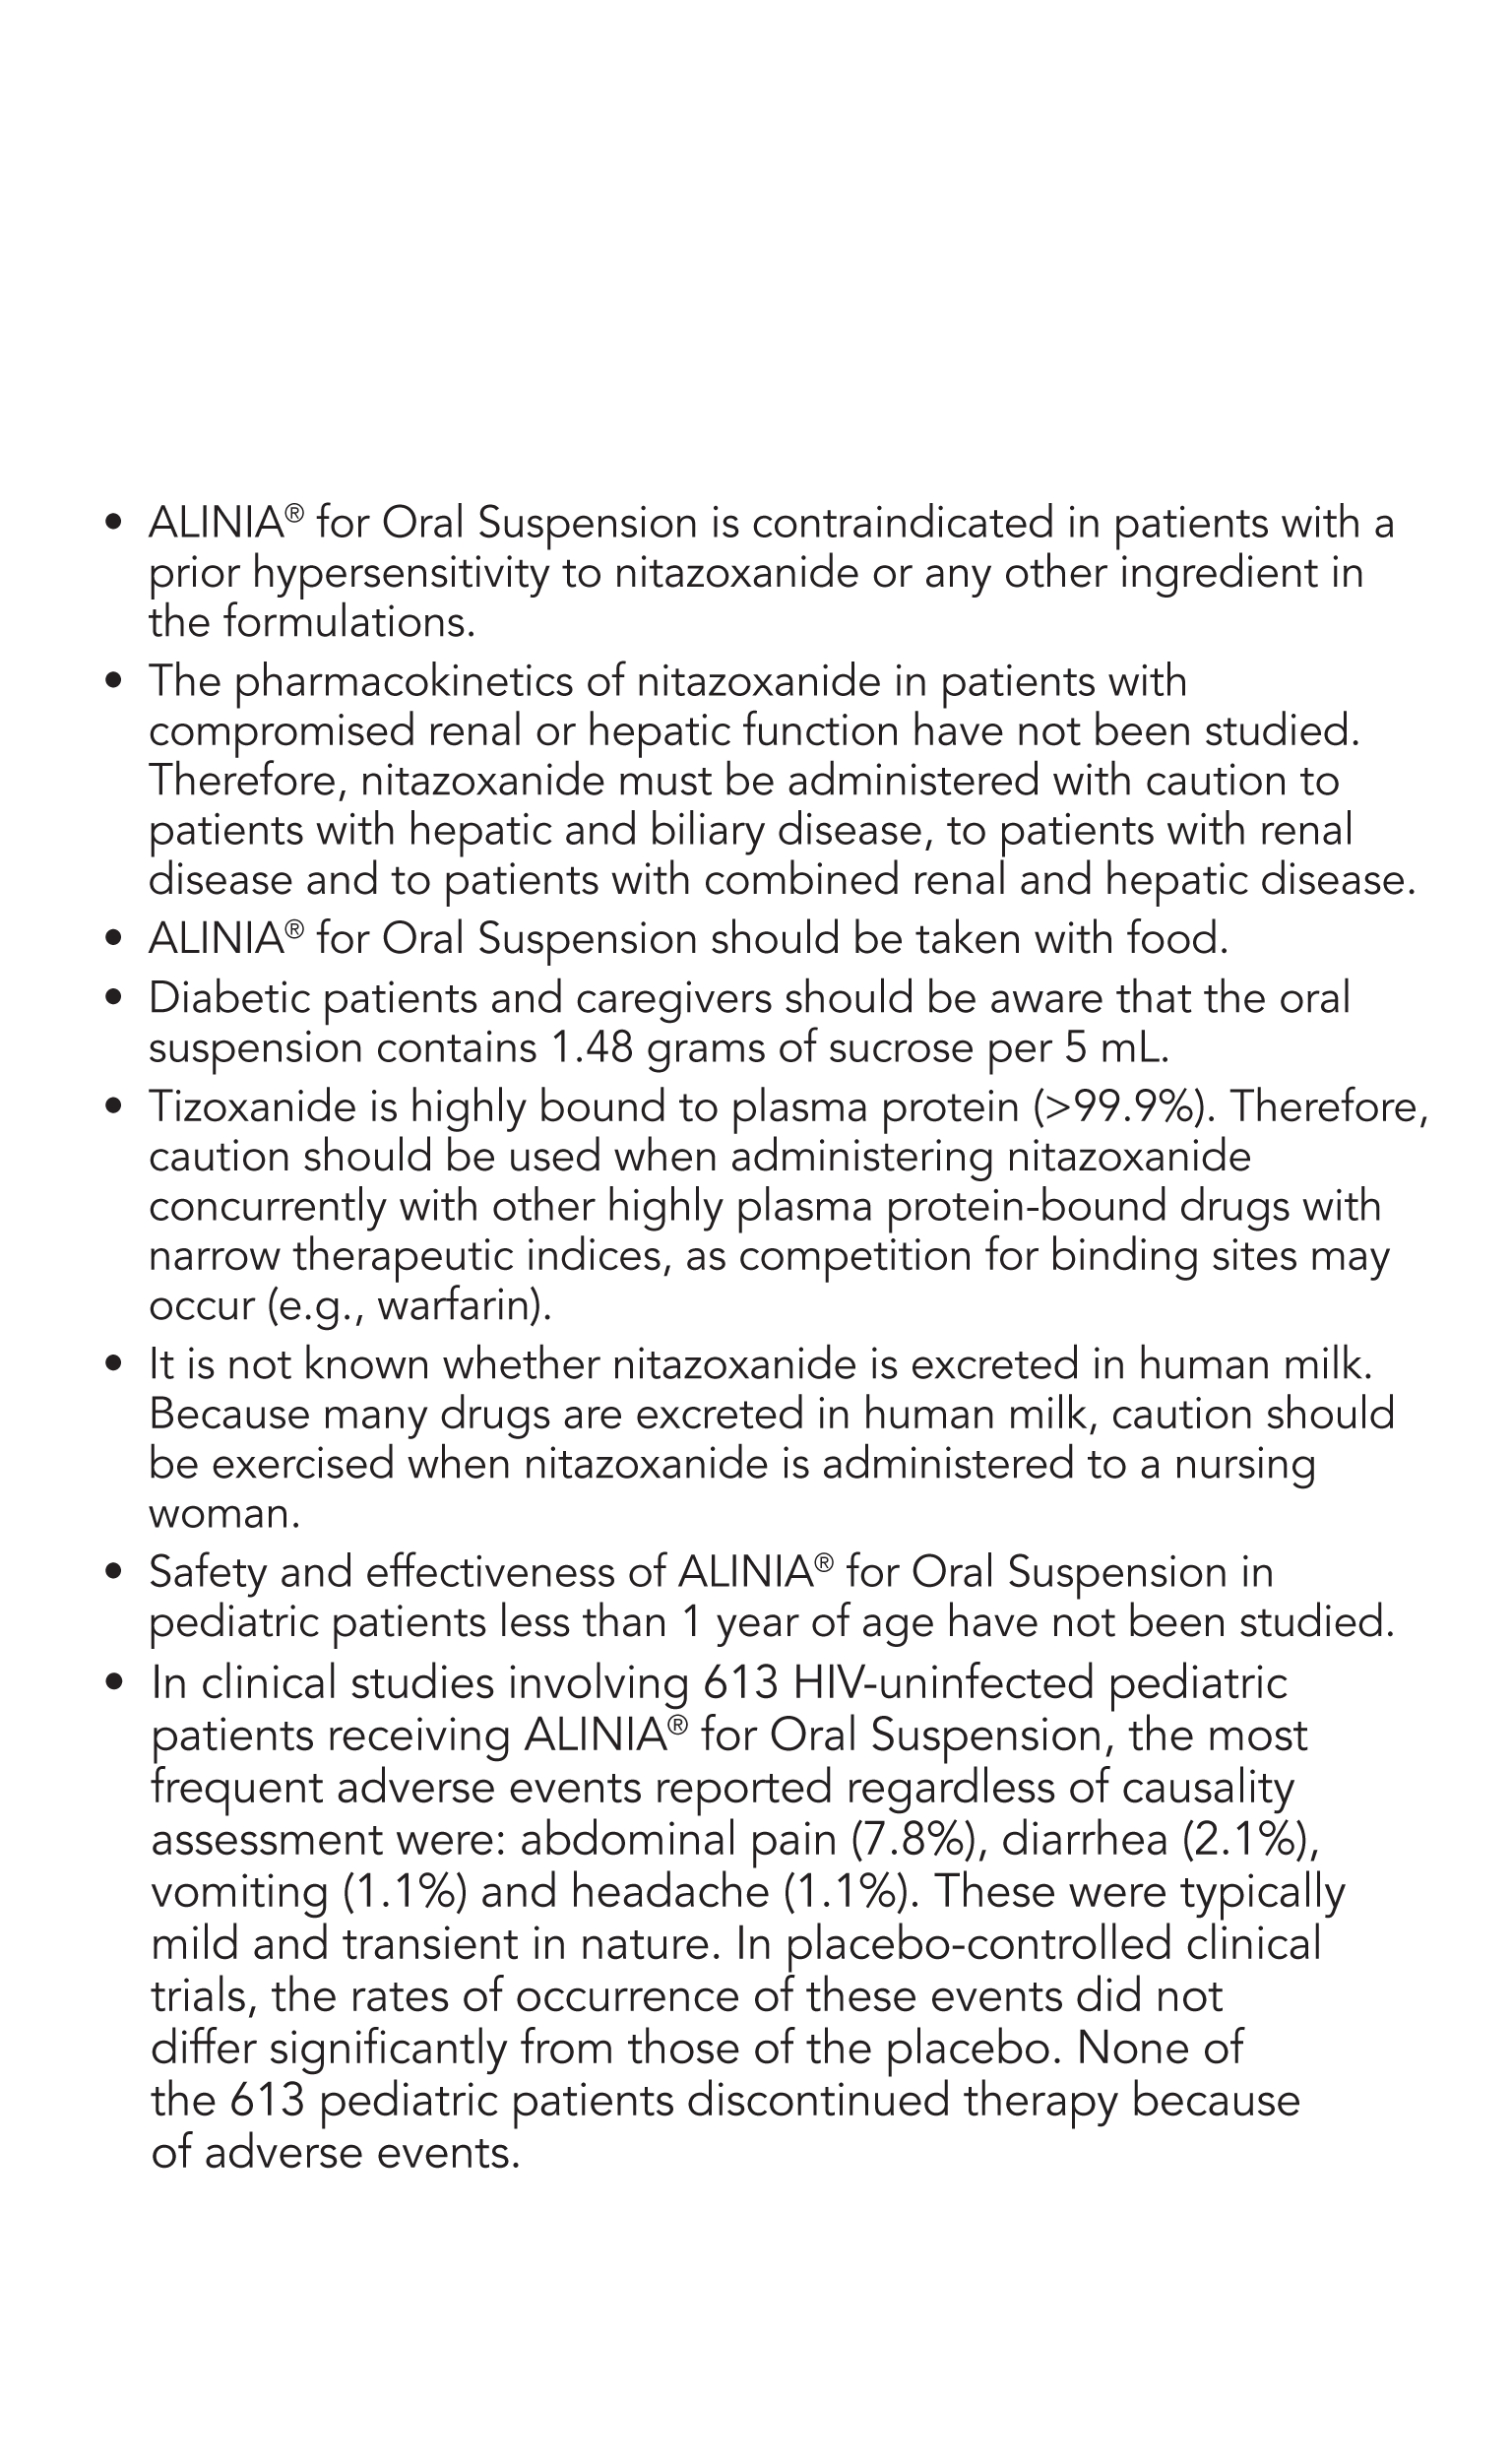 • ALINIA® for Oral Suspension is contraindicated in patients with a
prior hypersensitivity to nitazoxanide or any other ingredient in
the formulations.
• The pharmacokinetics of nitazoxanide in patients with
compromised renal or hepatic function have not been studied.
Therefore, nitazoxanide must be administered with caution to
patients with hepatic and biliary disease, to patients with renal
disease and to patients with combined renal and hepatic disease.
• ALINIA® for Oral Suspension should be taken with food.
• Diabetic patients and caregivers should be aware that the oral
suspension contains 1.48 grams of sucrose per 5 mL.
• Tizoxanide is highly bound to plasma protein (>99.9%). Therefore,
caution should be used when administering nitazoxanide
concurrently with other highly plasma protein-bound drugs with
narrow therapeutic indices, as competition for binding sites may
occur (e.g., warfarin).
• It is not known whether nitazoxanide is excreted in human milk.
Because many drugs are excreted in human milk, caution should
be exercised when nitazoxanide is administered to a nursing
woman.
• Safety and effectiveness of ALINIA® for Oral Suspension in
pediatric patients less than 1 year of age have not been studied.
• In clinical studies involving 613 HIV-uninfected pediatric
patients receiving ALINIA® for Oral Suspension, the most
frequent adverse events reported regardless of causality
assessment were: abdominal pain (7.8%), diarrhea (2.1%),
vomiting (1.1%) and headache (1.1%). These were typically
mild and transient in nature. In placebo-controlled clinical
trials, the rates of occurrence of these events did not
differ significantly from those of the placebo. None of
the 613 pediatric patients discontinued therapy because
of adverse events.